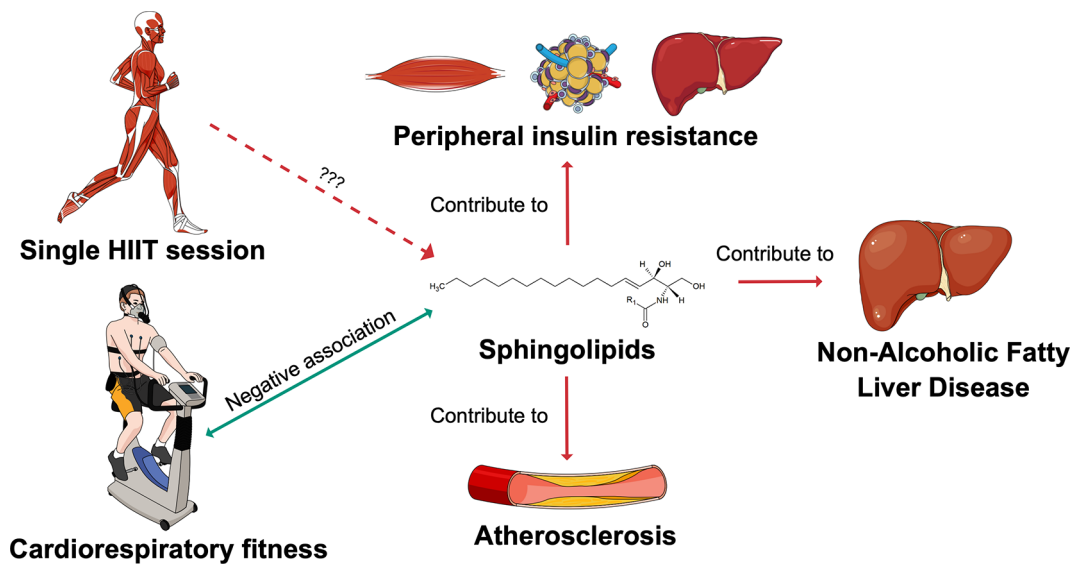 Peripheral insulin resistance
???
Contribute to
Single HIIT session
Contribute to
H
OH
H₃C
OH
R₁
NH
H
O
Sphingolipids
Negative association
Non-Alcoholic Fatty
Liver Disease
Contribute to
Atherosclerosis
Cardiorespiratory fitness